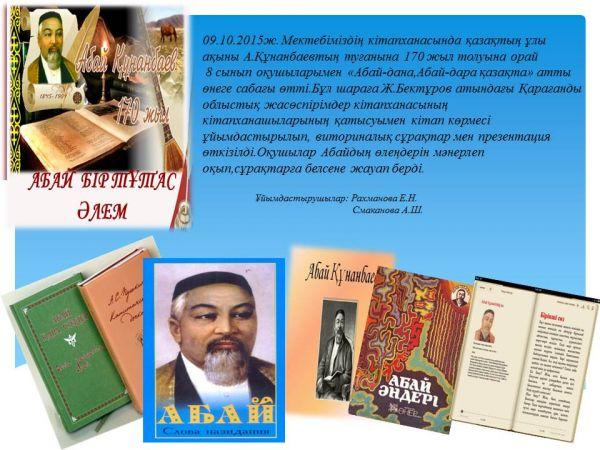 09.10.2015ж. Мектебіміздің кітапханасында қазақтың ұлы
ақыны А.Құнанбаевтың туғанына 170 жыл толуына орай
8 сынып оқушыларымен «Абай-дана,Абай-дара қазақта» атты
өнеге сабағы өтті.Бұл шараға Ж.Бектұров атындағы Қарағанды
облыстық жасөспірімдер кітапханасының
кітапханашыларының қатысуымен кітап көрмесі
ұйымдастырылып, виториналық сұрақтар мен презентация
өткізілді.Оқушылар Абайдың өлеңдерін мәнерлеп
оқып,сұрақтарға белсене жауап берді.
Ұйымдастырушылар: Рахманова Е.Н.
Смаканова А.Ш.
Абай Құнанбаев
1845-1904
170 жыл
АБАЙ БІРТҰТАС
ӘЛЕМ
АБАЙ
Слова назидания
Абай Құнанбаев
АБАЙ
ӘНДЕРІ
ӨНЕР
Бірінші сөз